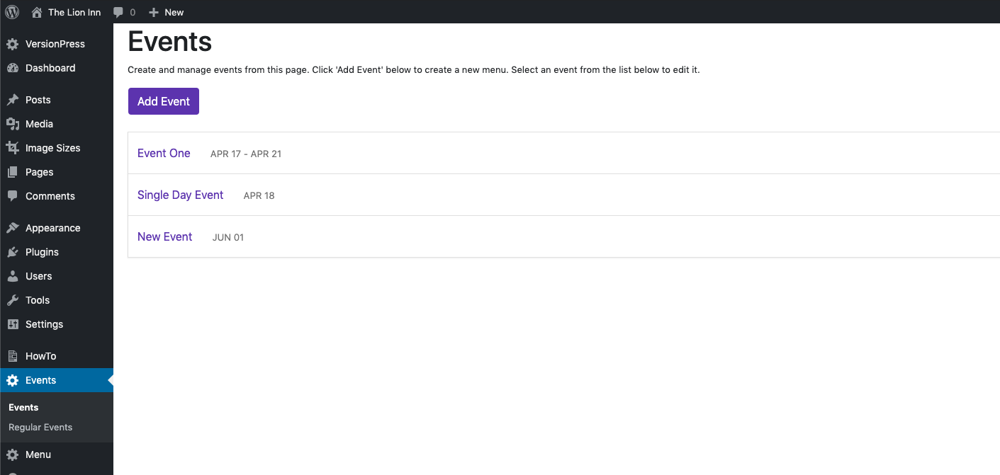 The Lion Inn 0 New
VersionPress
Dashboard
Posts
Media
Image Sizes
Pages
Comments
Appearance
Plugins
Users
Tools
Settings
HowTo
Events
Events
Regular Events
Menu
Events
Create and manage events from this page. Click 'Add Event' below to create a new menu. Select an event from the list below to edit it.
Add Event
Event One APR 17 - APR 21
Single Day Event APR 18
New Event JUN 01